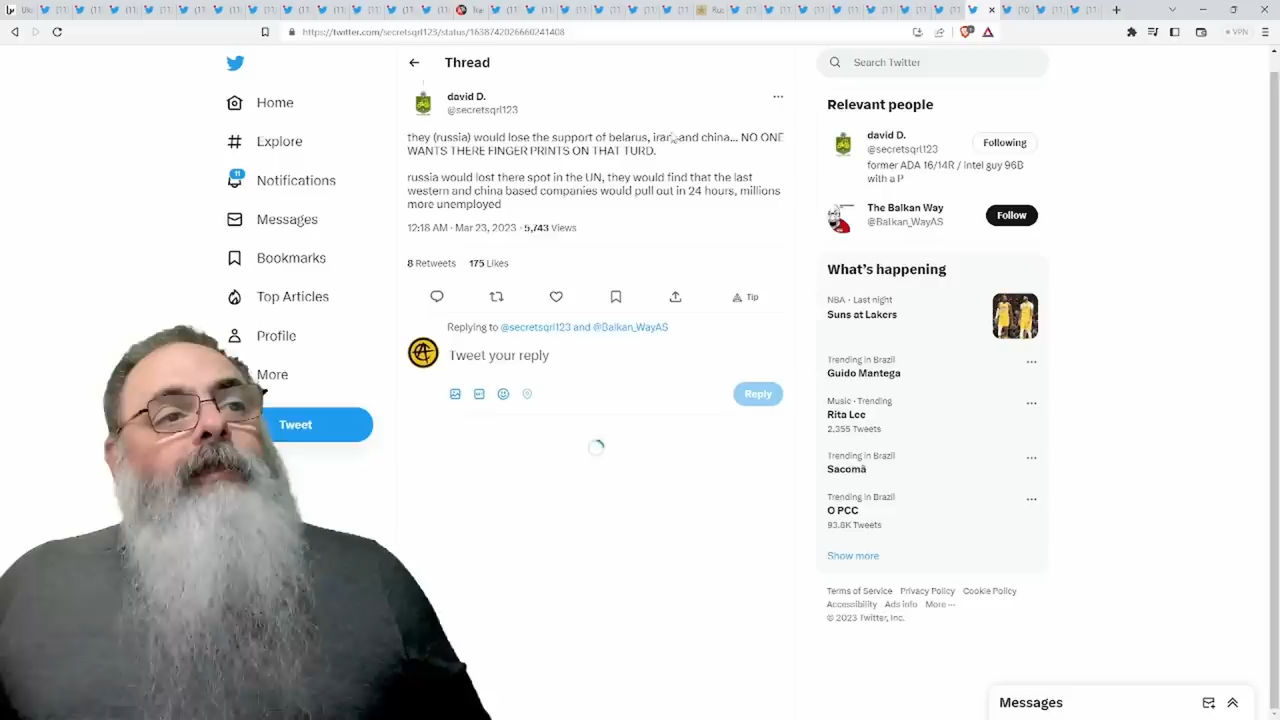 https://twitter.com/secretsqrl123/status/1638742026660241408
VPN
Home
Explore
11
Notifications
Messages
Bookmarks
Top Articles
Profile
More
Tweet
Thread
david D.
@secretsqrl123
they (russia) would lose the support of belarus, iran and china... NO ONE
WANTS THERE FINGER PRINTS ON THAT TURD.
russia would lost there spot in the UN, they would find that the last
western and china based companies would pull out in 24 hours, millions
more unemployed
12:18 AM · Mar 23, 2023 · 5,743 Views
8 Retweets 175 Likes
Tip
Replying to @secretsqrl123 and @Balkan_WayAS
Tweet your reply
Reply
Search Twitter
Relevant people
david D.
@secretsqrl123
Following
former ADA 16/14R / Intel guy 96B
with a P
The Balkan Way
@Balkan_WayAS
Follow
What's happening
NBA · Last night
Suns at Lakers
Trending in Brazil
Guido Mantega
Music · Trending
Rita Lee
2,355 Tweets
Trending in Brazil
Sacomã
Trending in Brazil
O PCC
93.8K Tweets
Show more
Terms of Service Privacy Policy Cookie Policy
Accessibility Ads info More ...
© 2023 Twitter, Inc.
Messages